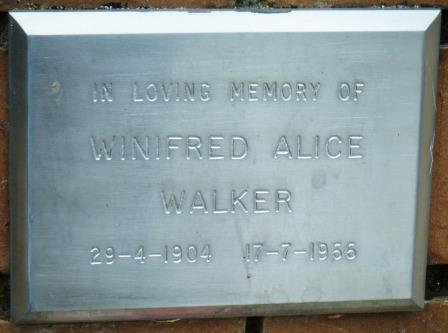 IN LOVING MEMORY OF
WINIFRED ALICE
WALKER
29-4-1904 17-7-1966